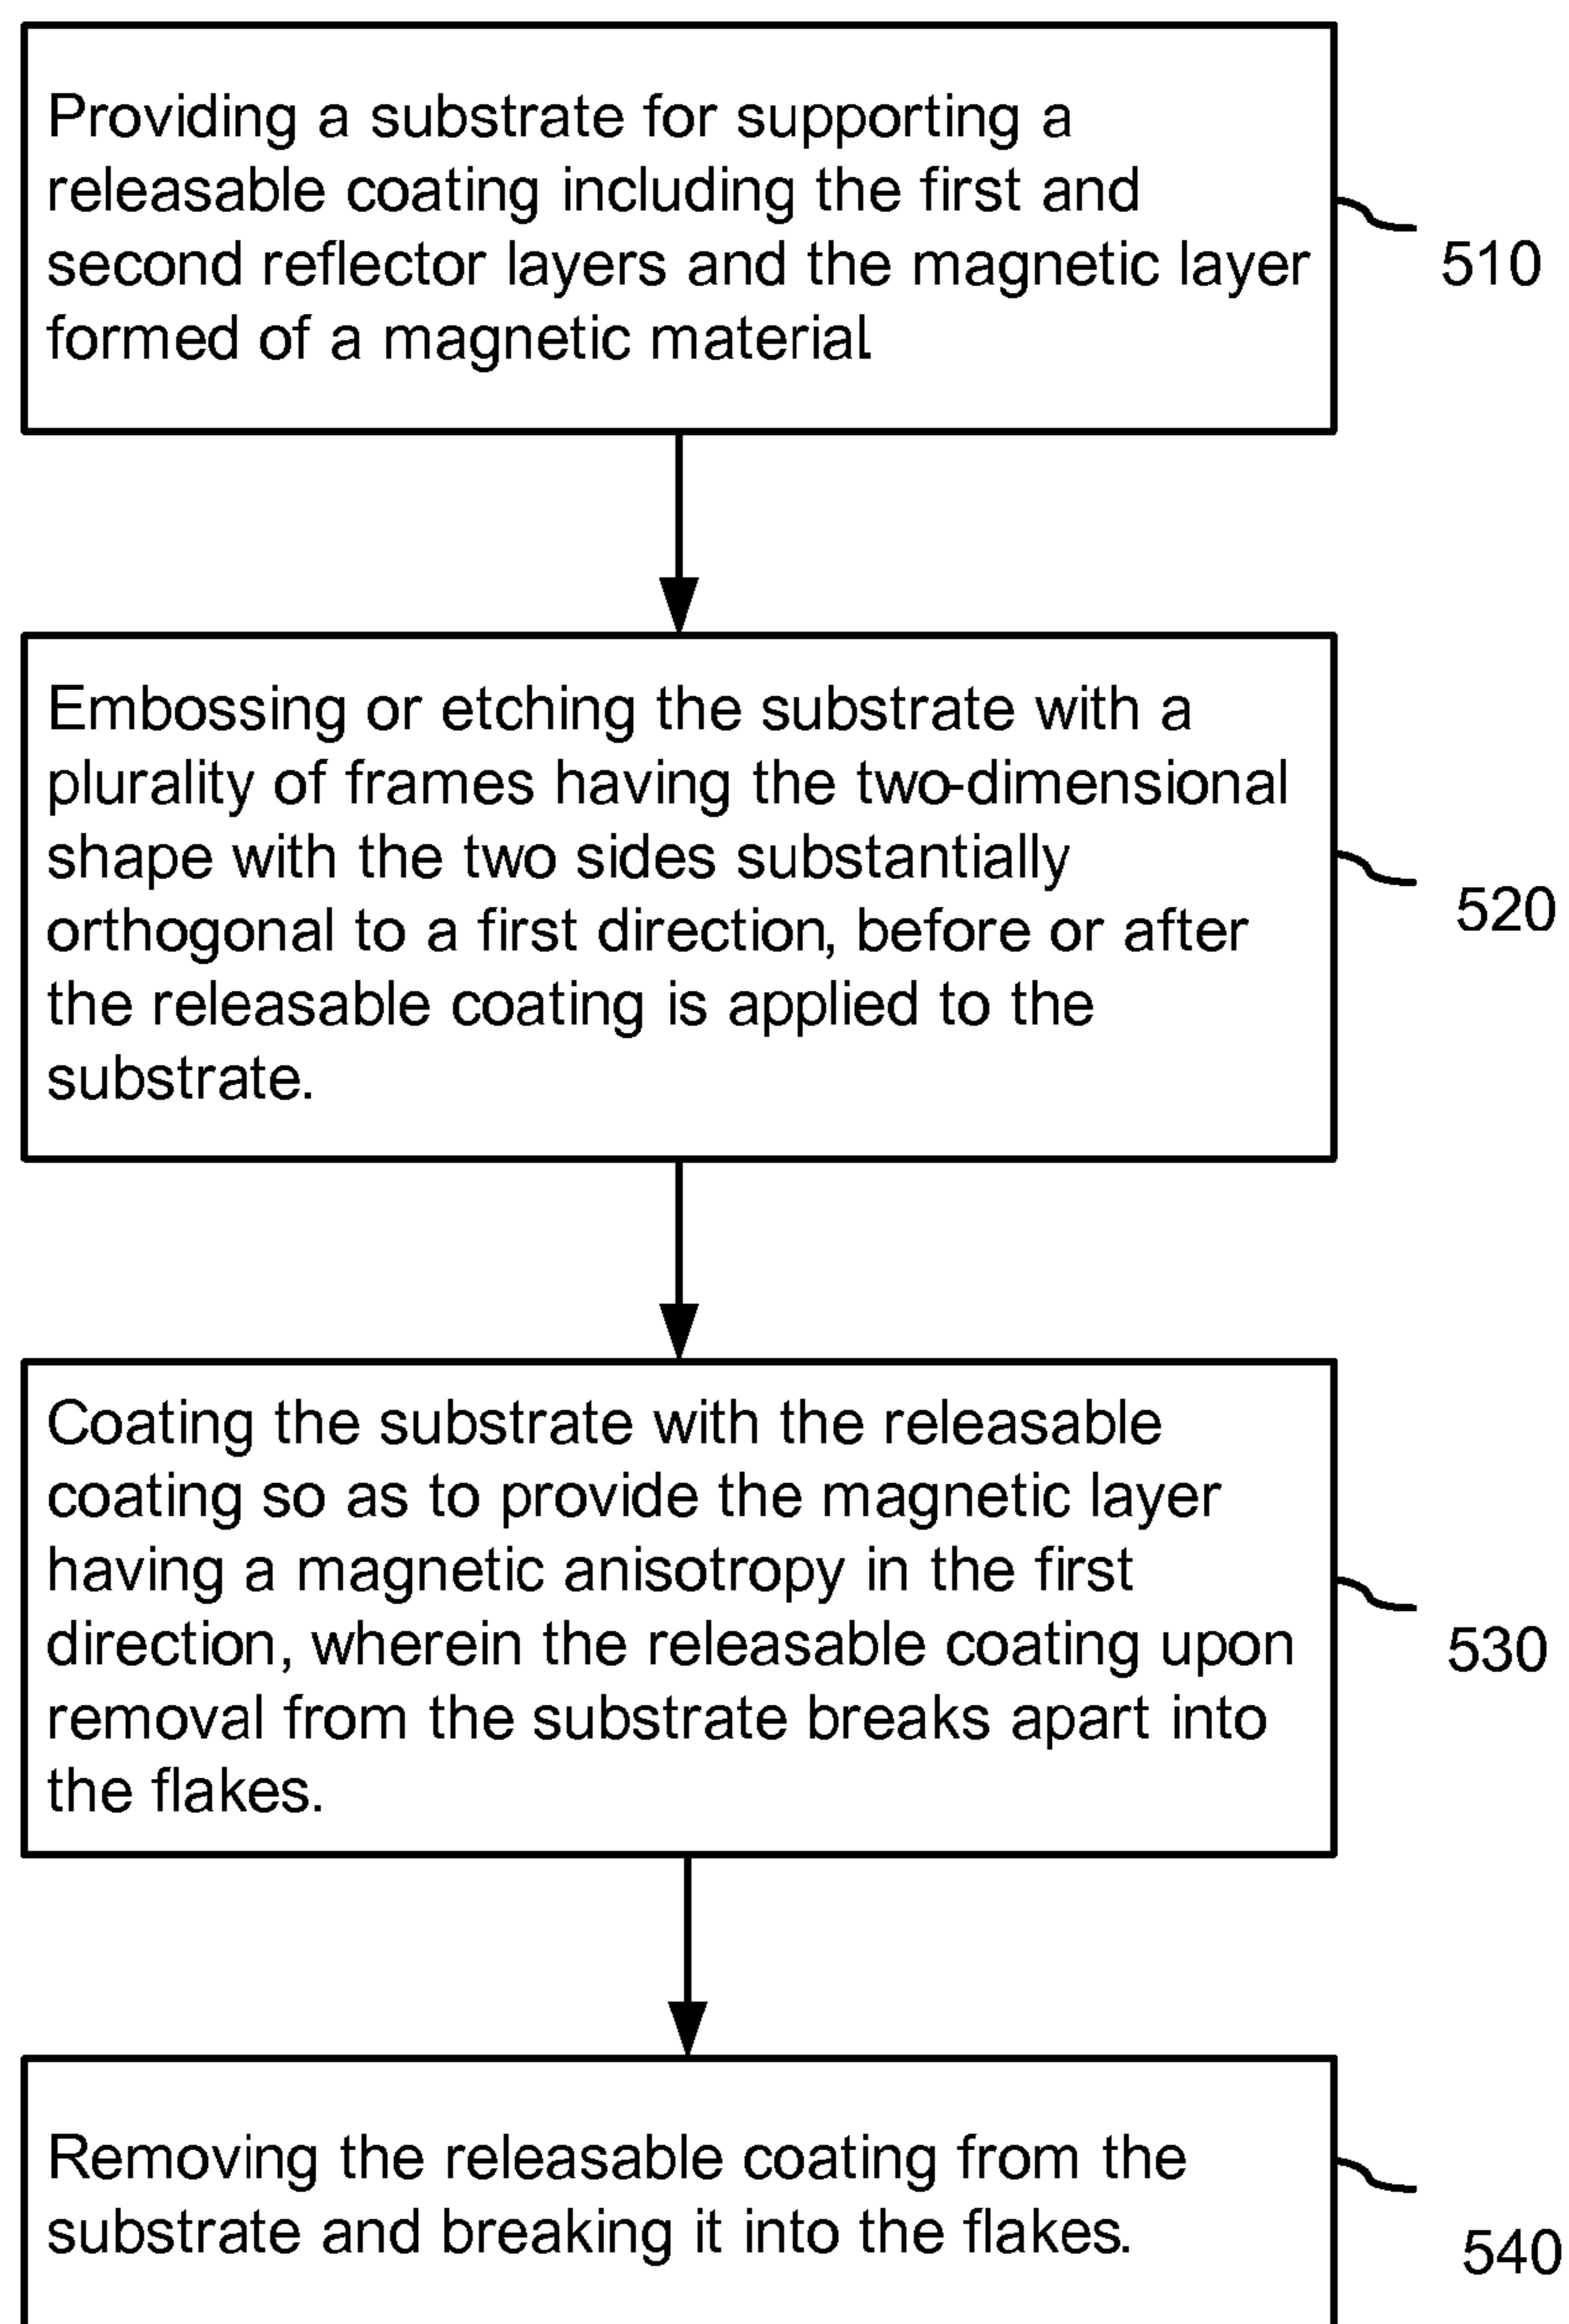 Providing a substrate for supporting a
releasable coating including the first and
second reflector layers and the magnetic layer
formed of a magnetic material.
510
Embossing or etching the substrate with a
plurality of frames having the two-dimensional
shape with the two sides substantially
orthogonal to a first direction, before or after
the releasable coating is applied to the
substrate.
520
Coating the substrate with the releasable
coating so as to provide the magnetic layer
having a magnetic anisotropy in the first
direction, wherein the releasable coating upon
removal from the substrate breaks apart into
the flakes.
530
Removing the releasable coating from the
substrate and breaking it into the flakes.
540